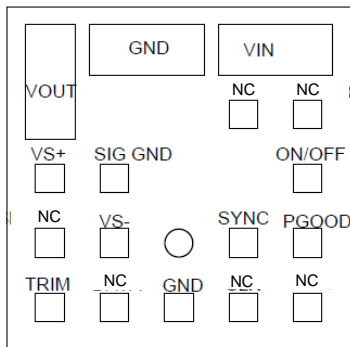 GND VIN
VOUT NC NC
VS+ SIG GND ON/OFF
NC VS- SYNC PGOOD
TRIM NC GND NC NC